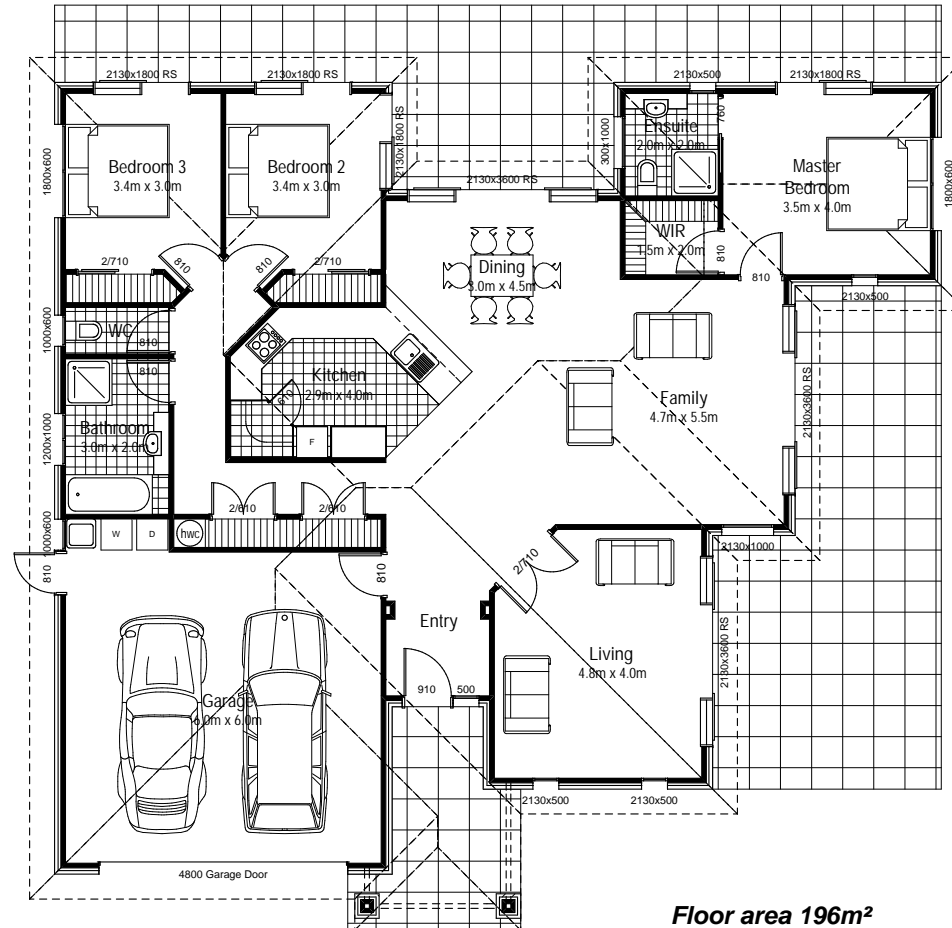 2130x1800 RS
2130x1800 RS
2130x500
2130x1800 RS
1800x600
Bedroom 3
3.4m x 3.0m
Bedroom 2
3.4m x 3.0m
2130x1800 RS
2130x3600 RS
300x1000
Ensuite
2.0m x 2.0m
760
Master
Bedroom
3.5m x 4.0m
1800x600
WIR
1.5m x 2.0m
810
810
2130x500
2/710
810
810
2/710
Dining
3.0m x 4.5m
1000x600
WC
810
810
Kitchen
2.9m x 4.0m
610
F
Family
4.7m x 5.5m
2130x3600 RS
1200x1000
Bathroom
3.0m x 2.0m
2/610
2/610
1000x600
W
D
hwc
810
810
2/710
2130x1000
Entry
Living
4.8m x 4.0m
2130x3600 RS
910
500
Garage
6.0m x 6.0m
2130x500
2130x500
4800 Garage Door
Floor area 196m²